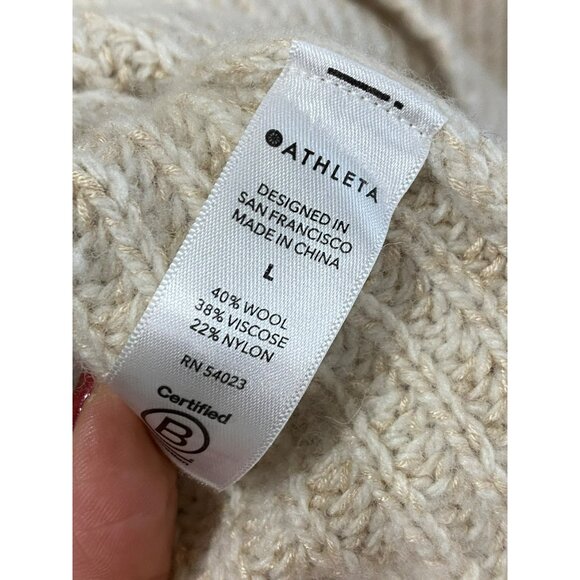 ATHLETA
DESIGNED IN
SAN FRANCISCO
MADE IN CHINA
L
40% WOOL
38% VISCOSE
22% NYLON
RN 54023
Certified
B